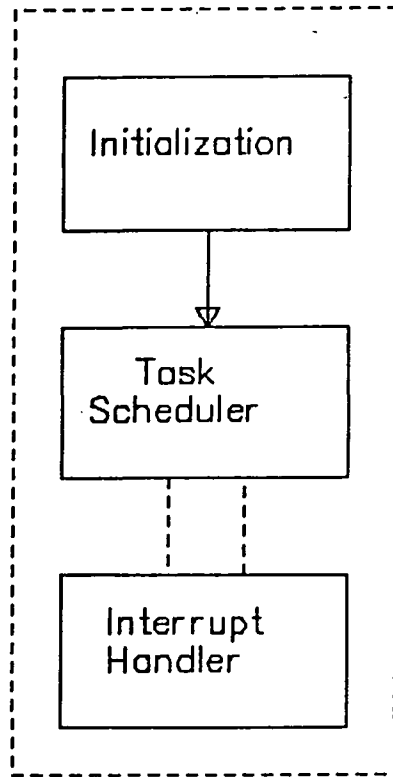 Initialization
Task
Scheduler
Interrupt
Handler